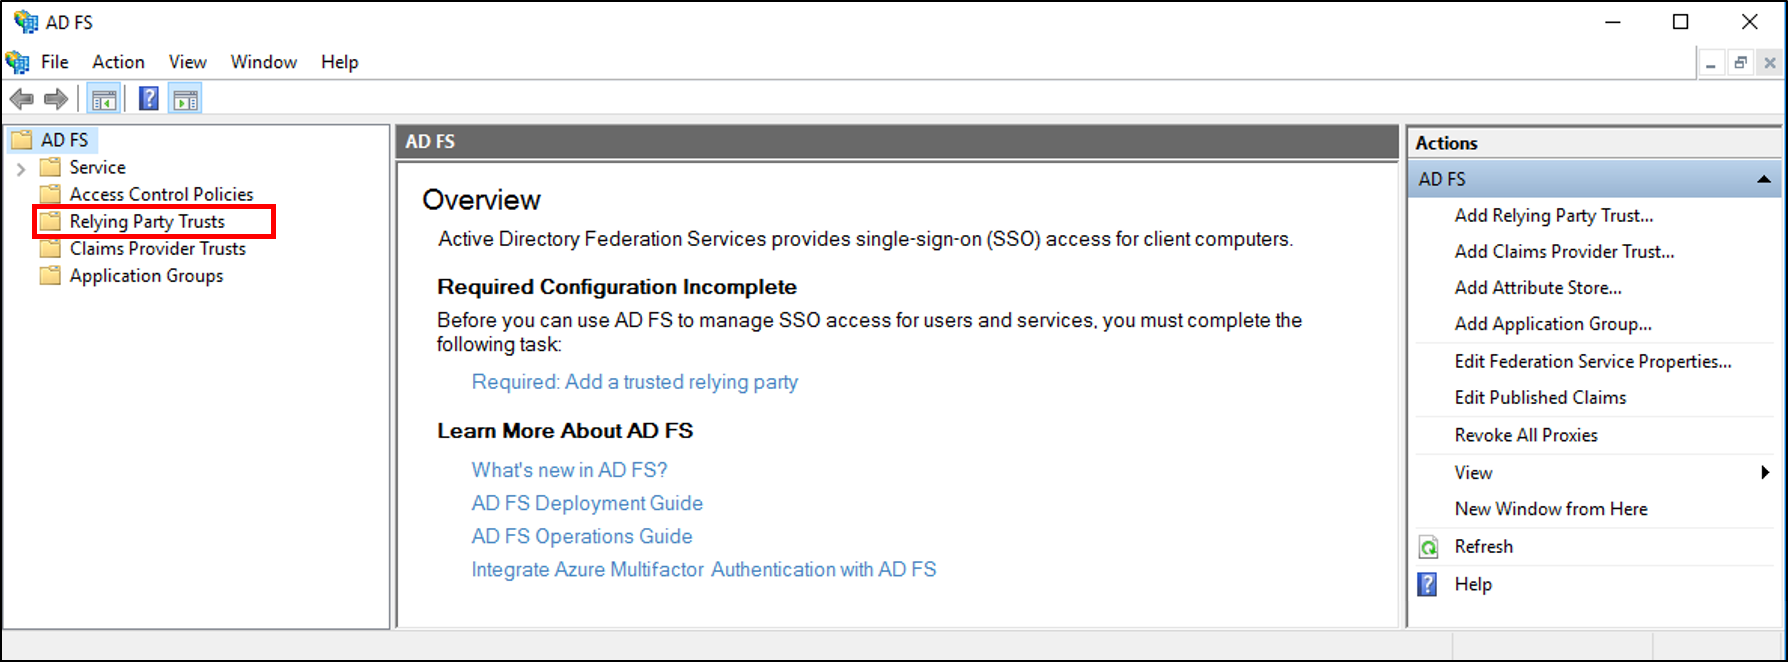 AD FS
File Action View Window Help
AD FS
Service
Access Control Policies
Relying Party Trusts
Claims Provider Trusts
Application Groups
AD FS
Overview
Active Directory Federation Services provides single-sign-on (SSO) access for client computers.
Required Configuration Incomplete
Before you can use AD FS to manage SSO access for users and services, you must complete the
following task:
Required: Add a trusted relying party
Learn More About AD FS
What's new in AD FS?
AD FS Deployment Guide
AD FS Operations Guide
Integrate Azure Multifactor Authentication with AD FS
Actions
AD FS
Add Relying Party Trust...
Add Claims Provider Trust...
Add Attribute Store...
Add Application Group...
Edit Federation Service Properties...
Edit Published Claims
Revoke All Proxies
View
New Window from Here
Refresh
Help